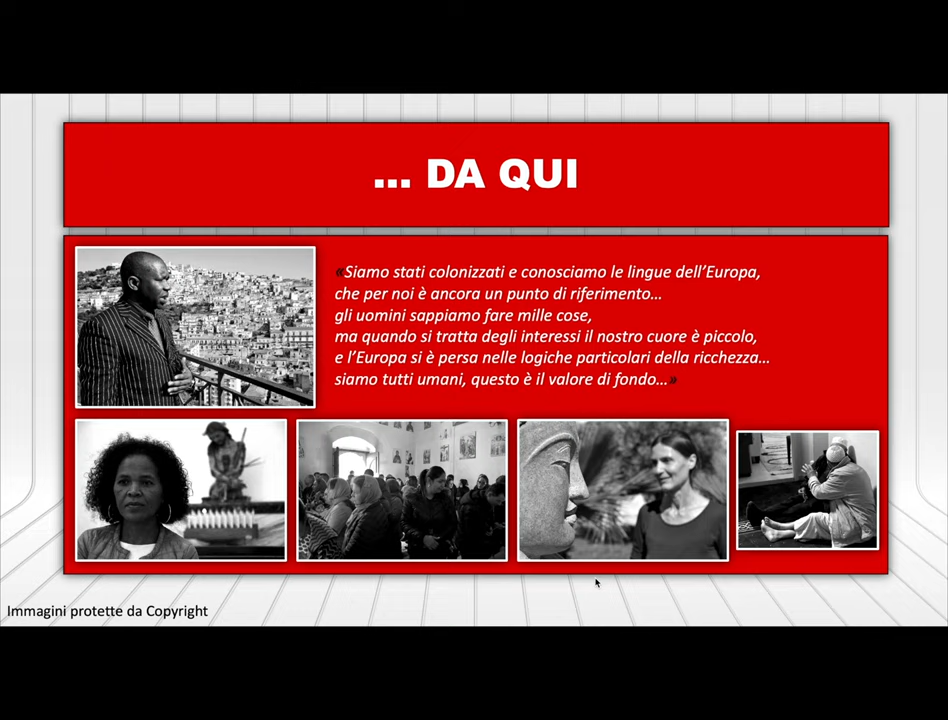 ... DA QUI
«Siamo stati colonizzati e conosciamo le lingue dell’Europa,
che per noi è ancora un punto di riferimento...
gli uomini sappiamo fare mille cose,
ma quando si tratta degli interessi il nostro cuore è piccolo,
e l’Europa si è persa nelle logiche particolari della ricchezza...
siamo tutti umani, questo è il valore di fondo...»
Immagini protette da Copyright